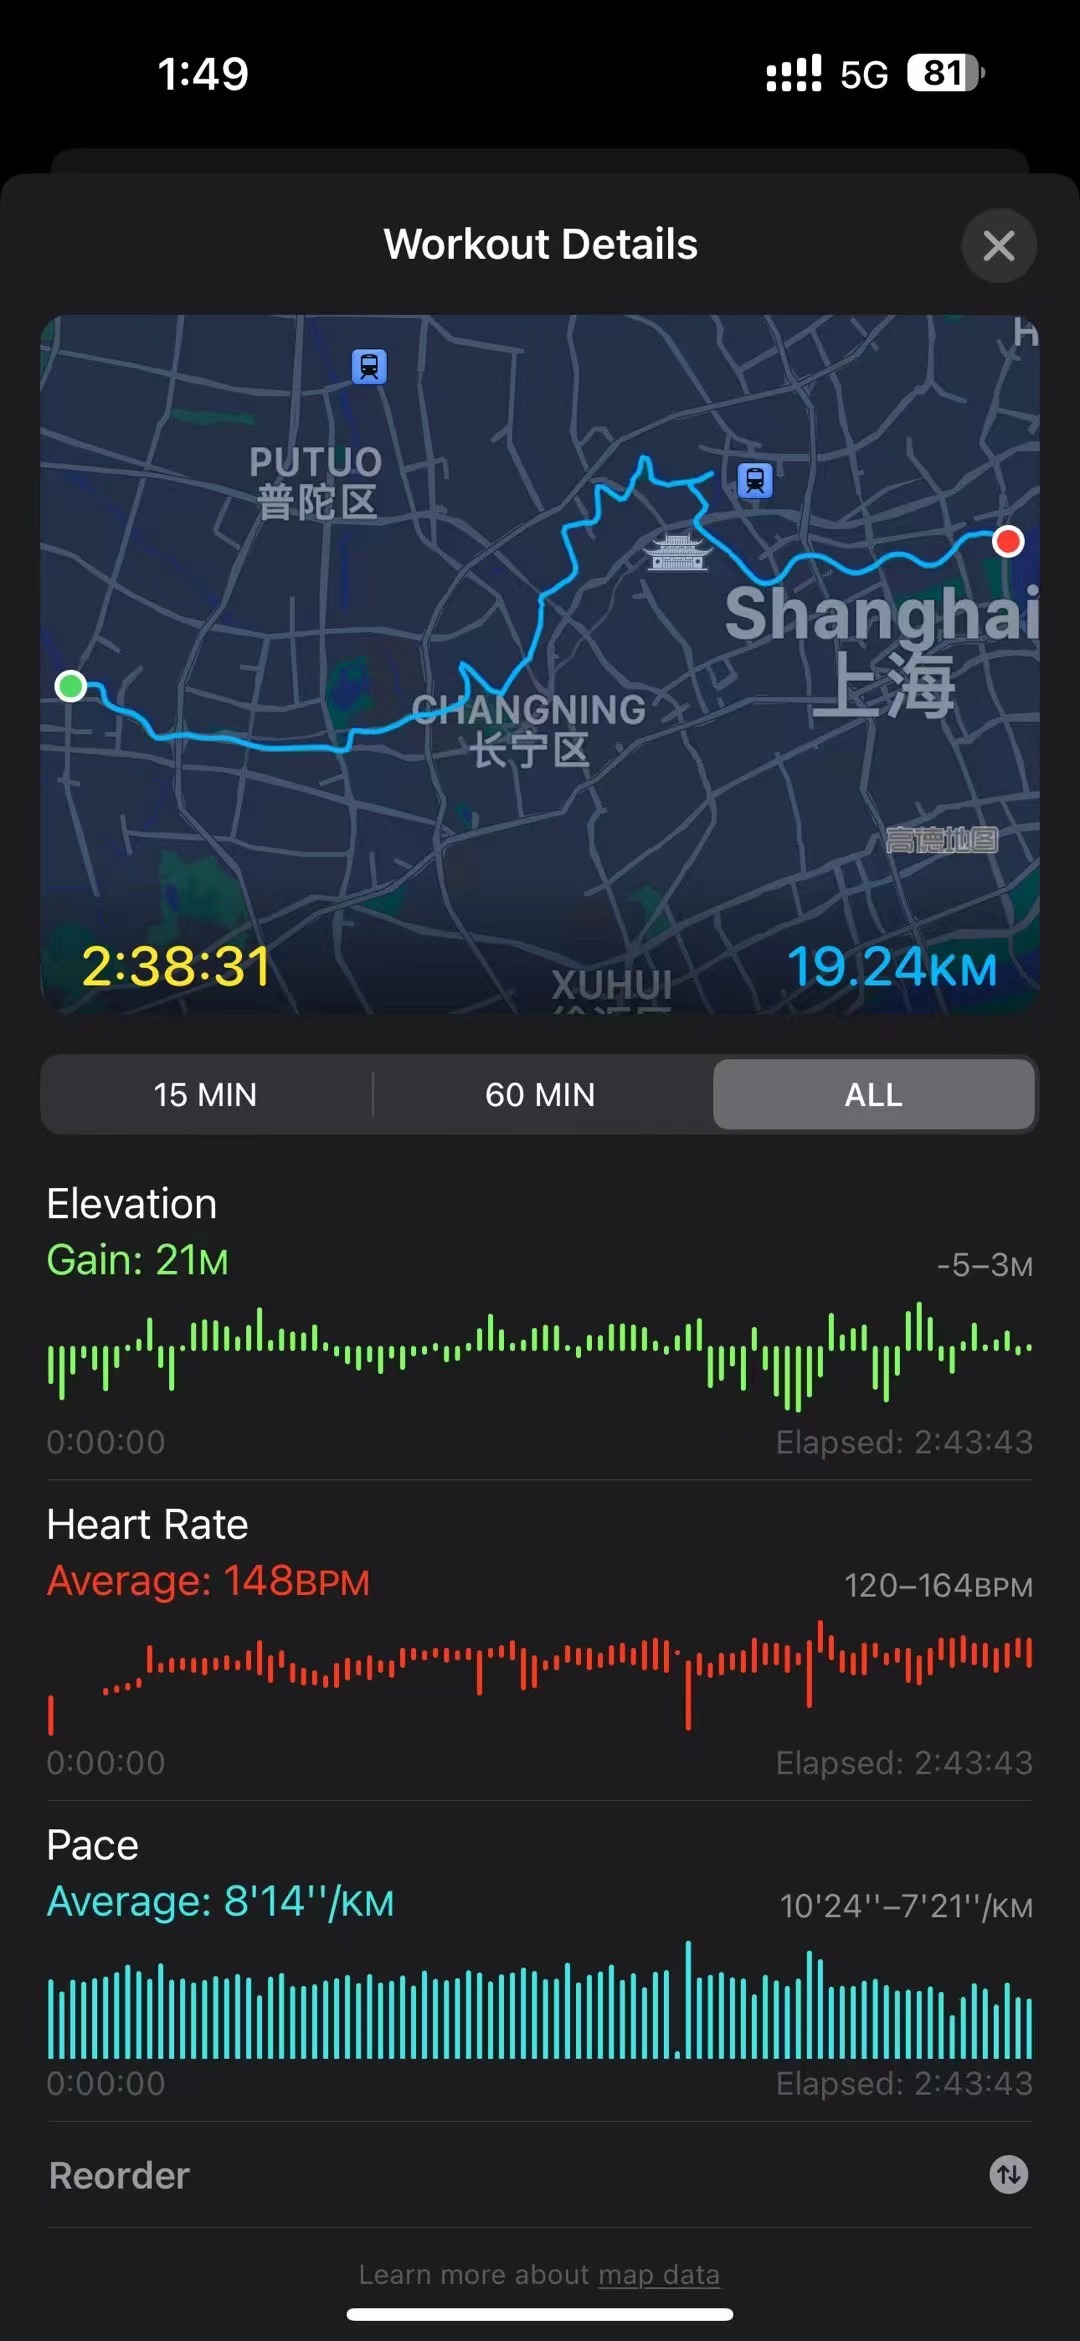 1:49
5G 81
Workout Details
H
PUTUO
普陀区
Shanghai
上海
CHANGNING
长宁区
高德地图
2:38:31
XUHUI
19.24KM
15 MIN
60 MIN
ALL
Elevation
Gain: 21M
-5–3M
0:00:00
Elapsed: 2:43:43
Heart Rate
Average: 148BPM
120–164BPM
0:00:00
Elapsed: 2:43:43
Pace
Average: 8'14''/KM
10'24''–7'21''/KM
0:00:00
Elapsed: 2:43:43
Reorder
Learn more about map data